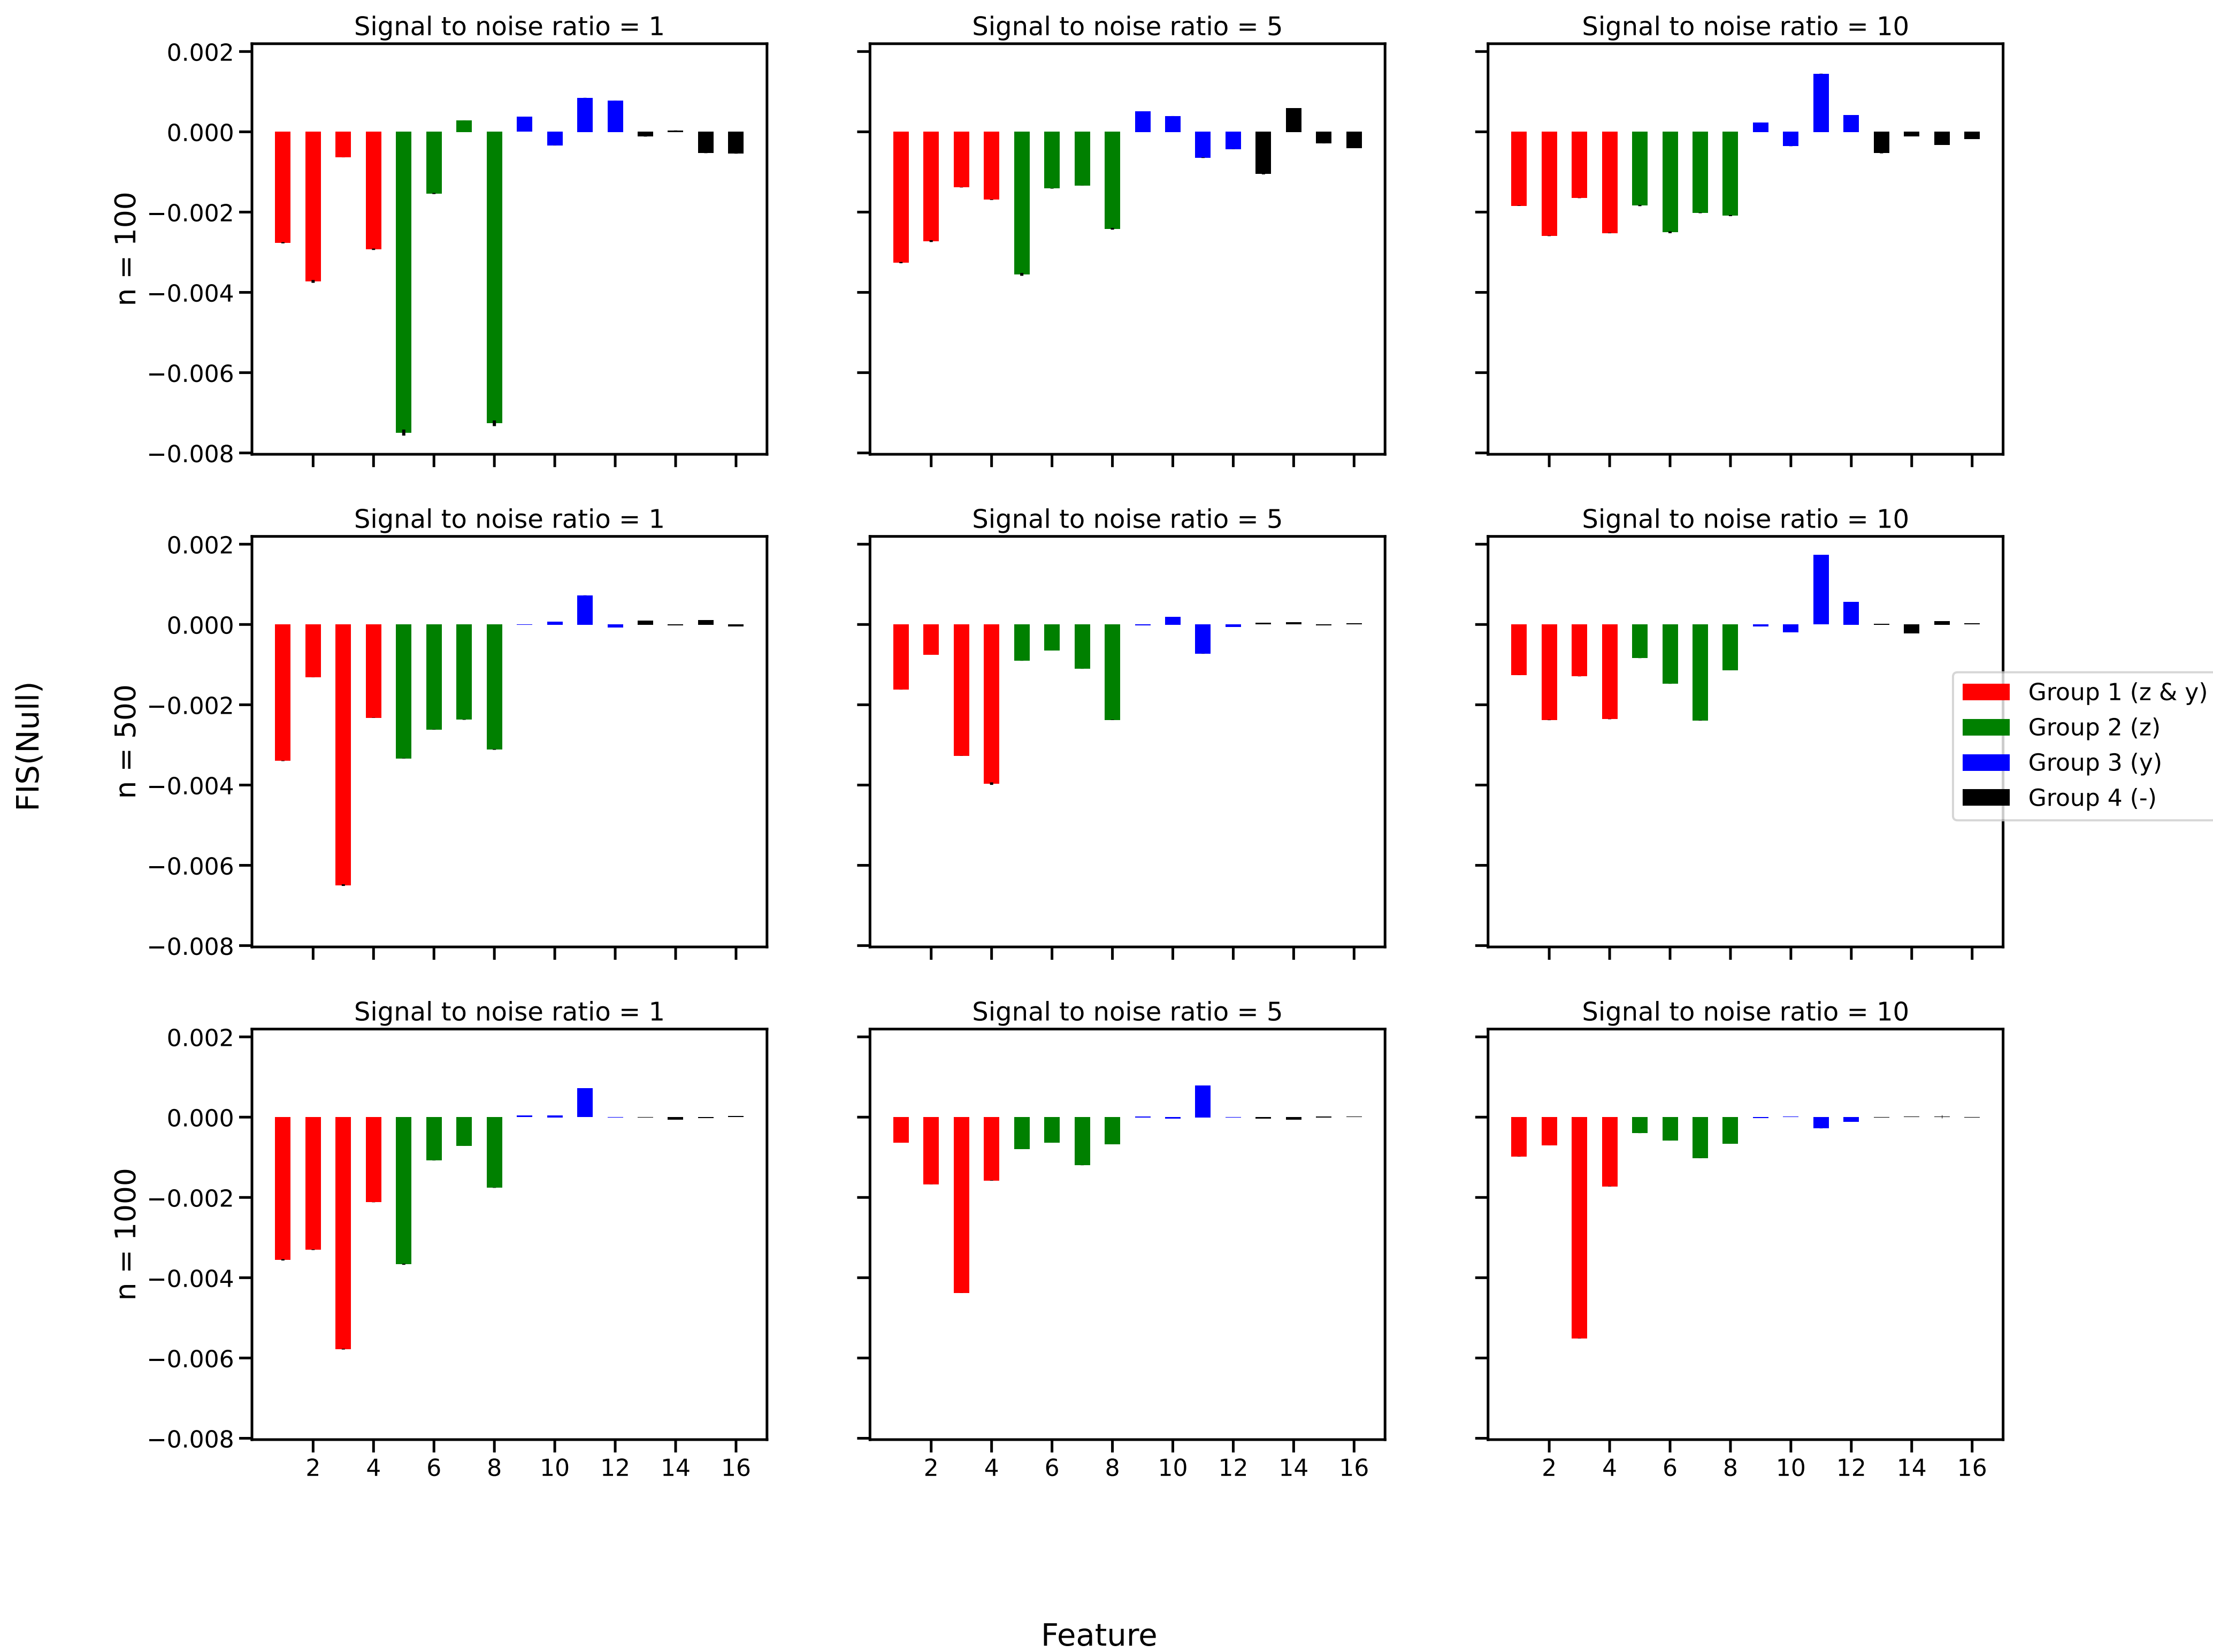 Signal to noise ratio = 1
Signal to noise ratio = 5
Signal to noise ratio = 10
0.002
0.000
−0.002
−0.004
−0.006
−0.008
n = 100
Signal to noise ratio = 1
Signal to noise ratio = 5
Signal to noise ratio = 10
0.002
0.000
−0.002
−0.004
−0.006
−0.008
n = 500
FIS(Null)
Group 1 (z & y)
Group 2 (z)
Group 3 (y)
Group 4 (-)
Signal to noise ratio = 1
Signal to noise ratio = 5
Signal to noise ratio = 10
0.002
0.000
−0.002
−0.004
−0.006
−0.008
n = 1000
2 4 6 8 10 12 14 16
2 4 6 8 10 12 14 16
2 4 6 8 10 12 14 16
Feature